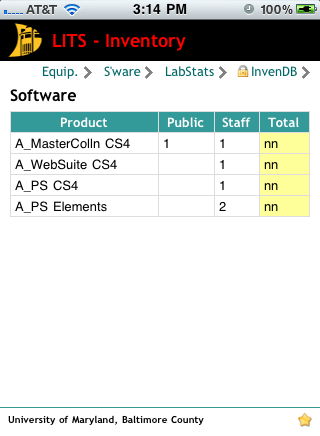 AT&T 3:14 PM 100%
LITS - Inventory
Equip. S'ware LabStats InvenDB
Software
Product Public Staff Total
A_MasterColln CS4 1 1 nn
A_WebSuite CS4 1 nn
A_PS CS4 1 nn
A_PS Elements 2 nn
University of Maryland, Baltimore County